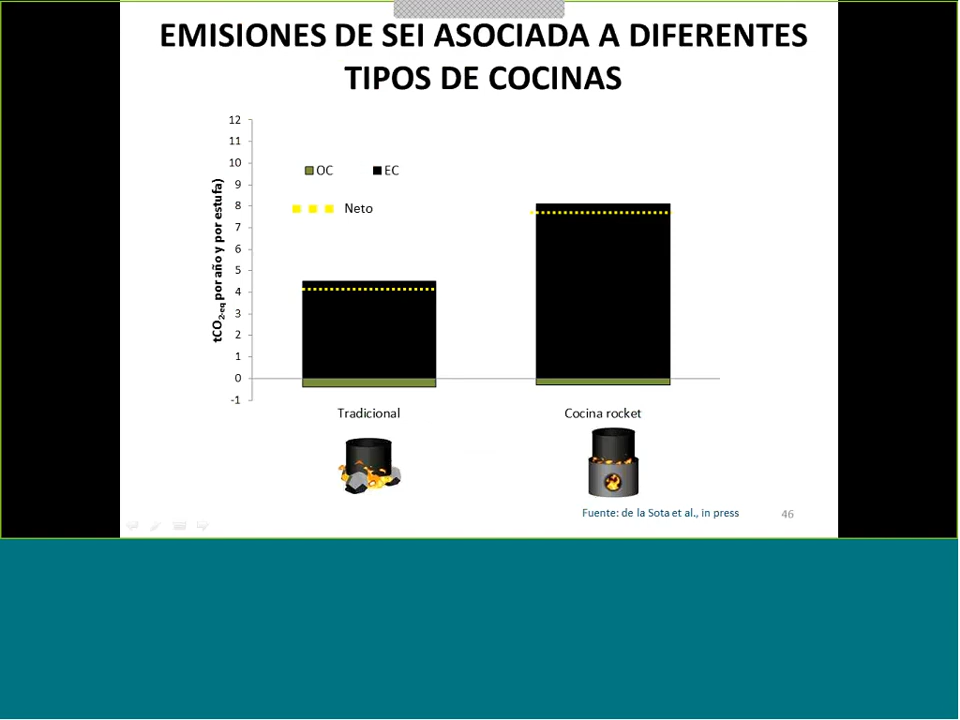 EMISIONES DE SEI ASOCIADA A DIFERENTES
TIPOS DE COCINAS
tCO2-eq por año y por estufa)
12
11
10
9
8
7
6
5
4
3
2
1
0
-1
OC
EC
Neto
Tradicional
Cocina rocket
Fuente: de la Sota et al., in press
46